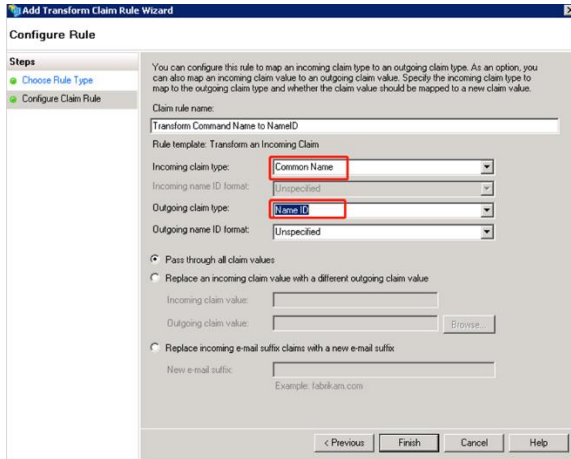 Add Transform Claim Rule Wizard
Configure Rule
Steps
Choose Rule Type
Configure Claim Rule
You can configure this rule to map an incoming claim type to an outgoing claim type. As an option, you
can also map an incoming claim value to an outgoing claim value. Specify the incoming claim type to
map to the outgoing claim type and whether the claim value should be mapped to a new claim value.
Claim rule name:
Transform Command Name to NameID
Rule template: Transform an Incoming Claim
Incoming claim type: Common Name
Incoming name ID format: Unspecified
Outgoing claim type: Name ID
Outgoing name ID format: Unspecified
Pass through all claim values
Replace an incoming claim value with a different outgoing claim value
Incoming claim value:
Outgoing claim value: Browse...
Replace incoming e-mail suffix claims with a new e-mail suffix
New e-mail suffix:
Example: fabrikam.com
< Previous Finish Cancel Help